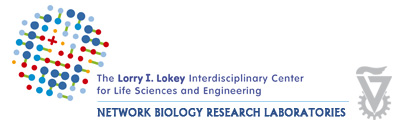 The Lorry I. Lokey Interdisciplinary Center
for Life Sciences and Engineering
NETWORK BIOLOGY RESEARCH LABORATORIES